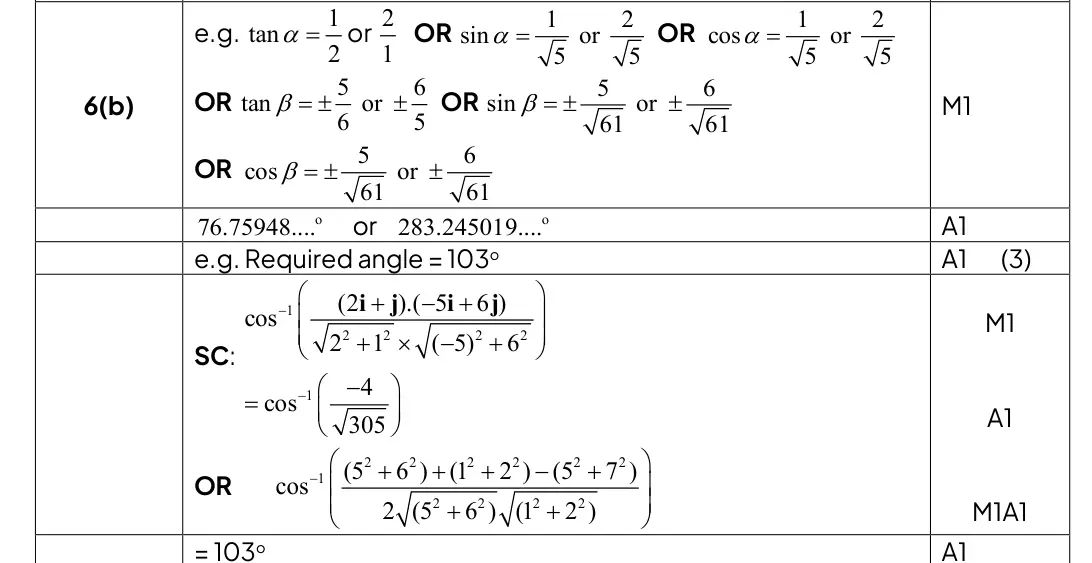 e.g. tan α = 1/2 or 2/1 OR sin α = 1/√5 or 2/√5 OR cos α = 1/√5 or 2/√5
6(b) OR tan β = ±5/6 or ±6/5 OR sin β = ±5/√61 or ±6/√61 M1
OR cos β = ±5/√61 or ±6/√61
76.75948....º or 283.245019....º A1
e.g. Required angle = 103° A1 (3)
SC: cos⁻¹((2i + j).(−5i + 6j)/(√(2² + 1²) × √((−5)² + 6²))) M1
= cos⁻¹(−4/√305) A1
OR cos⁻¹(((5² + 6²) + (1² + 2²) − (5² + 7²))/(2√(5² + 6²)√(1² + 2²))) M1A1
= 103° A1